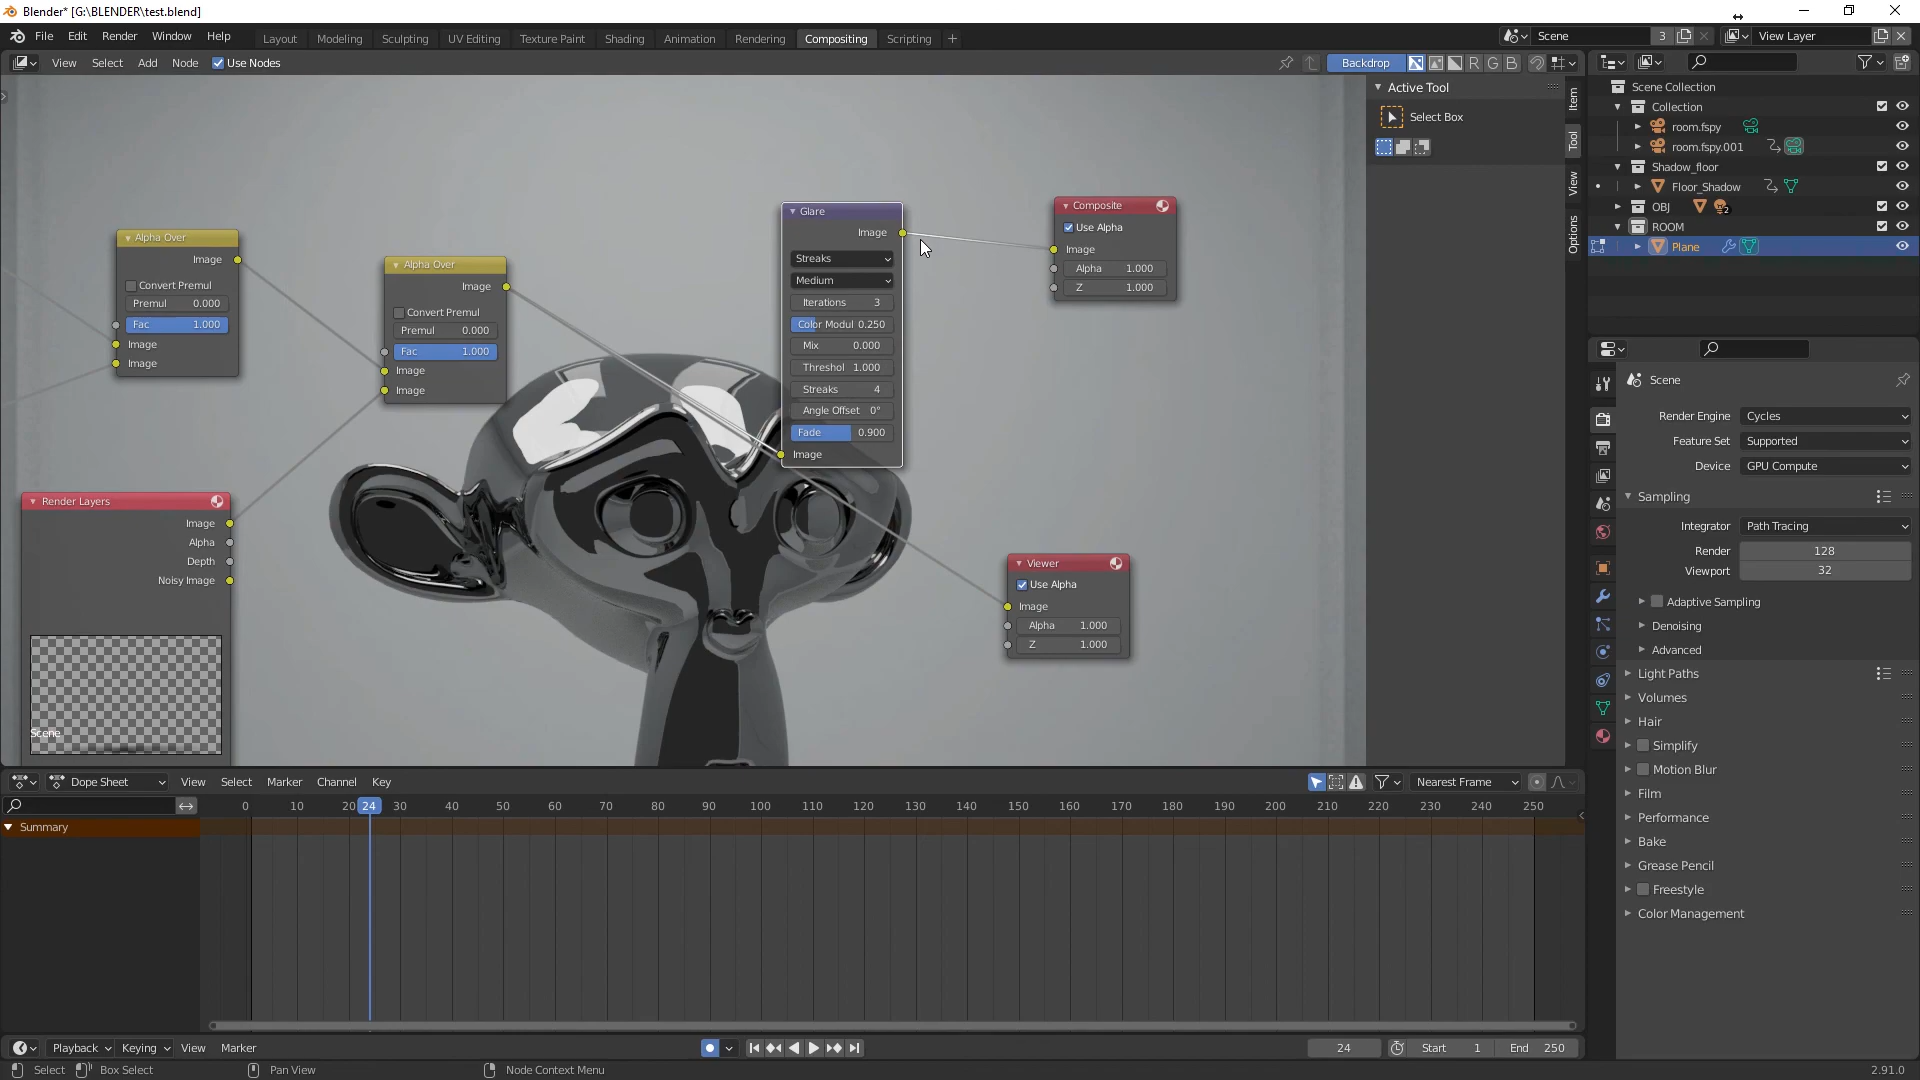 Blender* [G:\BLENDER\test.blend]
File Edit Render Window Help Layout Modeling Sculpting UV Editing Texture Paint Shading Animation Rendering Compositing Scripting + Scene 3 View Layer
View Select Add Node Use Nodes Backdrop R G B
Active Tool
Select Box
Item
Tool
View
Options
Alpha Over
Image
Convert Premul
Premul 0.000
Fac 1.000
Image
Image
Alpha Over
Image
Convert Premul
Premul 0.000
Fac 1.000
Image
Image
Glare
Image
Streaks
Medium
Iterations 3
Color Modul 0.250
Mix 0.000
Threshol 1.000
Streaks 4
Angle Offset 0°
Fade 0.900
Image
Composite
Use Alpha
Image
Alpha 1.000
Z 1.000
Render Layers
Image
Alpha
Depth
Noisy Image
Scene
Viewer
Use Alpha
Image
Alpha 1.000
Z 1.000
Scene Collection
Collection
room.fspy
room.fspy.001
Shadow_floor
Floor_Shadow
OBJ 2
ROOM
Plane
Scene
Render Engine Cycles
Feature Set Supported
Device GPU Compute
Sampling
Integrator Path Tracing
Render 128
Viewport 32
Adaptive Sampling
Denoising
Advanced
Light Paths
Volumes
Hair
Simplify
Motion Blur
Film
Performance
Bake
Grease Pencil
Freestyle
Color Management
Dope Sheet View Select Marker Channel Key Nearest Frame
0 10 20 24 30 40 50 60 70 80 90 100 110 120 130 140 150 160 170 180 190 200 210 220 230 240 250
Summary
Playback Keying View Marker 24 Start 1 End 250
Select Box Select Pan View Node Context Menu 2.91.0